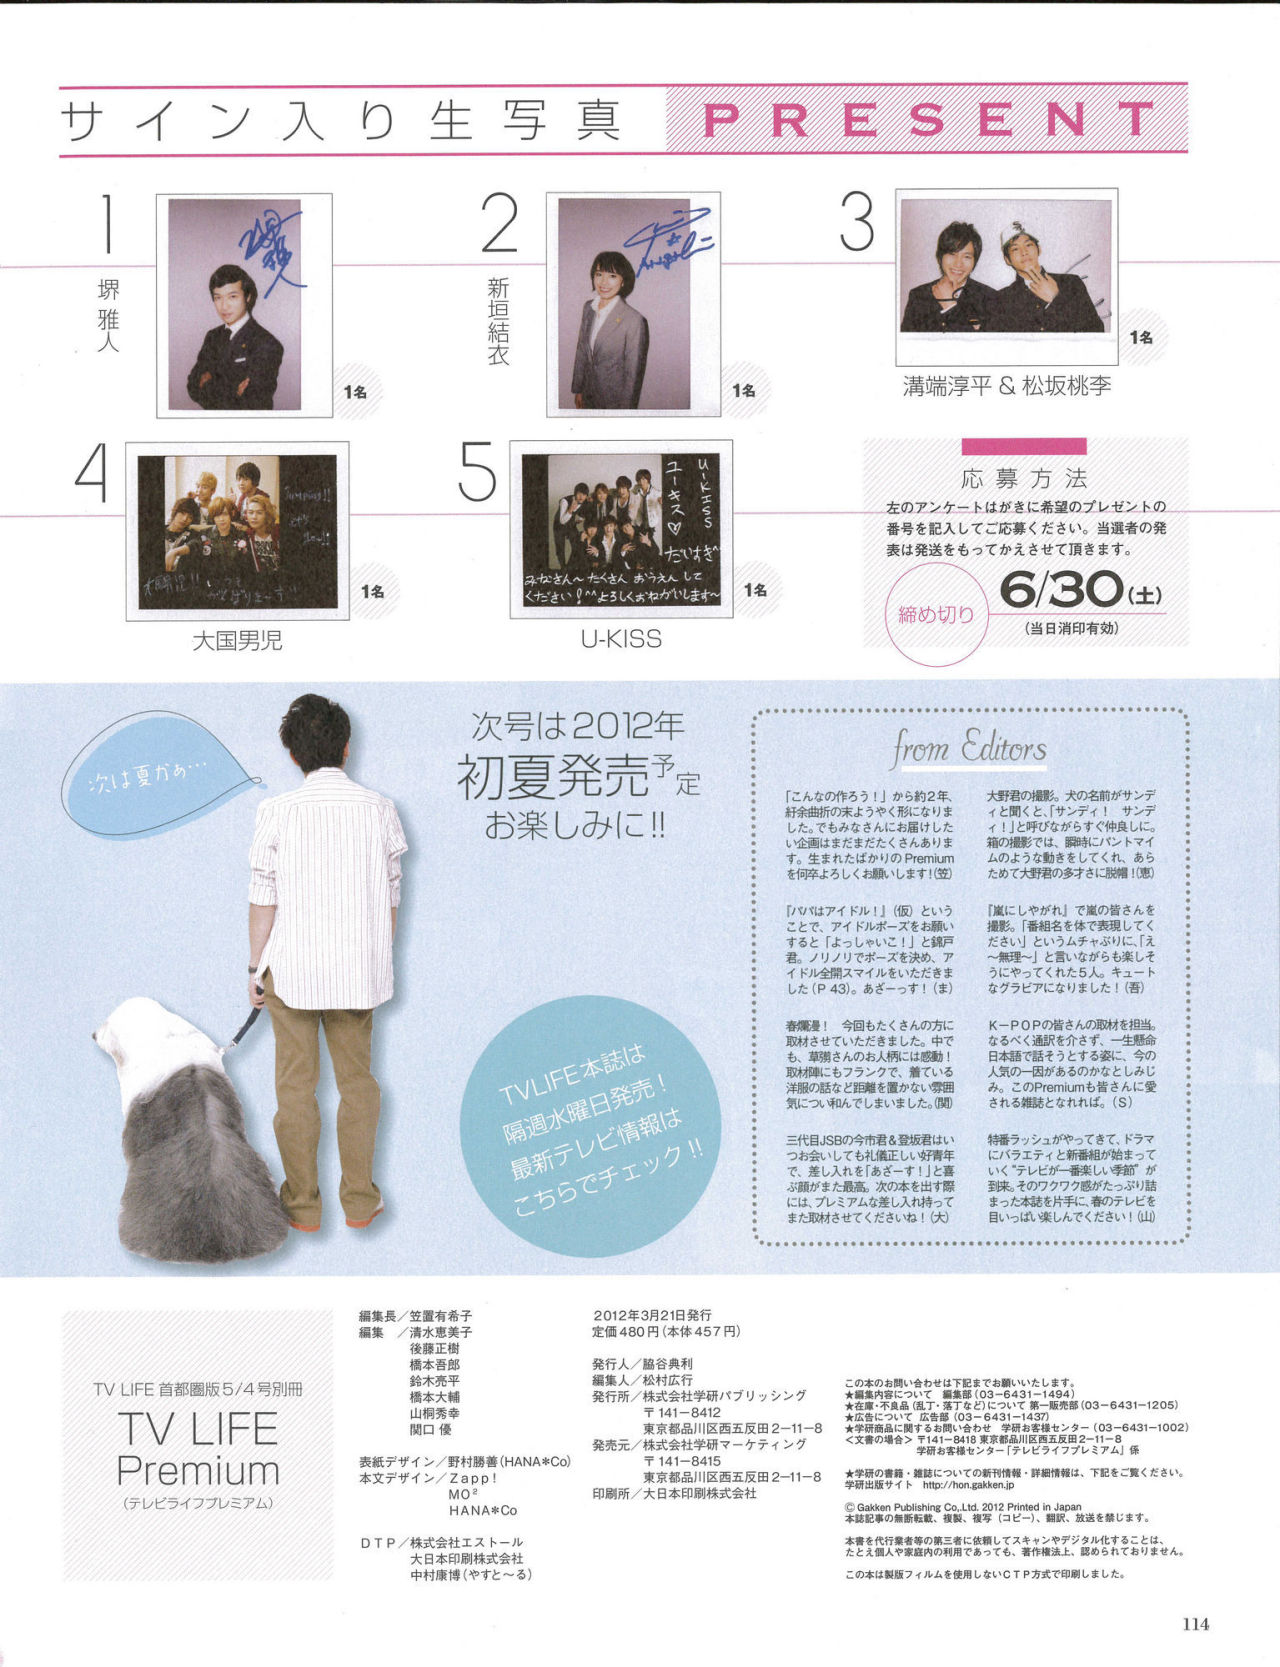 サイン入り生写真 PRESENT
1
堺 雅人
1名
2
新垣結衣
1名
3
1名
溝端淳平 & 松坂桃李
4
1名
大国男児
5
U-KISS
ユーキス♡
だいすき
みなさん〜たくさん おうえん して
ください!^^よろしくおねがいします〜
1名
U-KISS
応募方法
左のアンケートはがきに希望のプレゼントの
番号を記入してご応募ください。当選者の発
表は発送をもってかえさせて頂きます。
締め切り
6/30(土)
(当日消印有効)
次は夏かぁ…
次号は2012年
初夏発売予定
お楽しみに!!
TVLIFE本誌は
隔週水曜日発売!
最新テレビ情報は
こちらでチェック!!
from Editors
「こんなの作ろう!」から約2年、
紆余曲折の末ようやく形になりま
した。でもみなさんにお届けした
い企画はまだまだたくさんありま
す。生まれたばかりのPremium
を何卒よろしくお願いします!(笠)
『パパはアイドル!』(仮)という
ことで、アイドルポーズをお願い
すると「よっしゃいこ!」と錦戸
君。ノリノリでポーズを決め、ア
イドル全開スマイルをいただきま
した(P 43)。あざーっす!(ま)
春爛漫! 今回もたくさんの方に
取材させていただきました。中で
も、草彅さんのお人柄には感動!
取材陣にもフランクで、着ている
洋服の話など距離を置かない雰囲
気につい和んでしまいました。(関)
三代目JSBの今市君&登坂君はい
つお会いしても礼儀正しい好青年
で、差し入れを「あざーす!」と喜
ぶ顔がまた最高。次の本を出す際
には、プレミアムな差し入れ持って
また取材させてくださいね!(大)
大野君の撮影。犬の名前がサンデ
ィと聞くと、「サンディ! サンデ
ィ!」と呼びながらすぐ仲良しに。
箱の撮影では、瞬時にパントマイ
ムのような動きをしてくれ、あら
ためて大野君の多才さに脱帽!(恵)
『嵐にしやがれ』で嵐の皆さんを
撮影。「番組名を体で表現してく
ださい」というムチャぶりに、「え
〜無理〜」と言いながらも楽しそ
うにやってくれた5人。キュート
なグラビアになりました!(吾)
K−POPの皆さんの取材を担当。
なるべく通訳を介さず、一生懸命
日本語で話そうとする姿に、今の
人気の一因があるのかなとしみじ
み。このPremiumも皆さんに愛
される雑誌となれれば。(S)
特番ラッシュがやってきて、ドラマ
にバラエティと新番組が始まって
いく“テレビが一番楽しい季節”が
到来。そのワクワク感がたっぷり詰
まった本誌を片手に、春のテレビを
目いっぱい楽しんでください!(山)
TV LIFE 首都圏版5/4号別冊
TV LIFE
Premium
(テレビライフプレミアム)
編集長/笠置有希子
編集 /清水恵美子
後藤正樹
橋本吾郎
鈴木亮平
橋本大輔
山桐秀幸
関口 優
表紙デザイン/野村勝善(HANA*Co)
本文デザイン/Zapp!
MO²
HANA*Co
DTP/株式会社エストール
大日本印刷株式会社
中村康博(やすと〜る)
2012年3月21日発行
定価480円(本体457円)
発行人/脇谷典利
編集人/松村広行
発行所/株式会社学研パブリッシング
〒141−8412
東京都品川区西五反田2−11−8
発売元/株式会社学研マーケティング
〒141−8415
東京都品川区西五反田2−11−8
印刷所/大日本印刷株式会社
この本のお問い合わせは下記までお願いいたします。
★編集内容について 編集部(03−6431−1494)
★在庫・不良品(乱丁・落丁など)について 第一販売部(03−6431−1205)
★広告について 広告部(03−6431−1437)
★学研商品に関するお問い合わせ 学研お客様センター(03−6431−1002)
<文書の場合> 〒141−8418 東京都品川区西五反田2−11−8
学研お客様センター「テレビライフプレミアム」係
★学研の書籍・雑誌についての新刊情報・詳細情報は、下記をご覧ください。
学研出版サイト http://hon.gakken.jp
© Gakken Publishing Co,.Ltd. 2012 Printed in Japan
本誌記事の無断転載、複製、複写(コピー)、翻訳、放送を禁じます。
本書を代行業者等の第三者に依頼してスキャンやデジタル化することは、
たとえ個人や家庭内の利用であっても、著作権法上、認められておりません。
この本は製版フィルムを使用しないCTP方式で印刷しました。
114